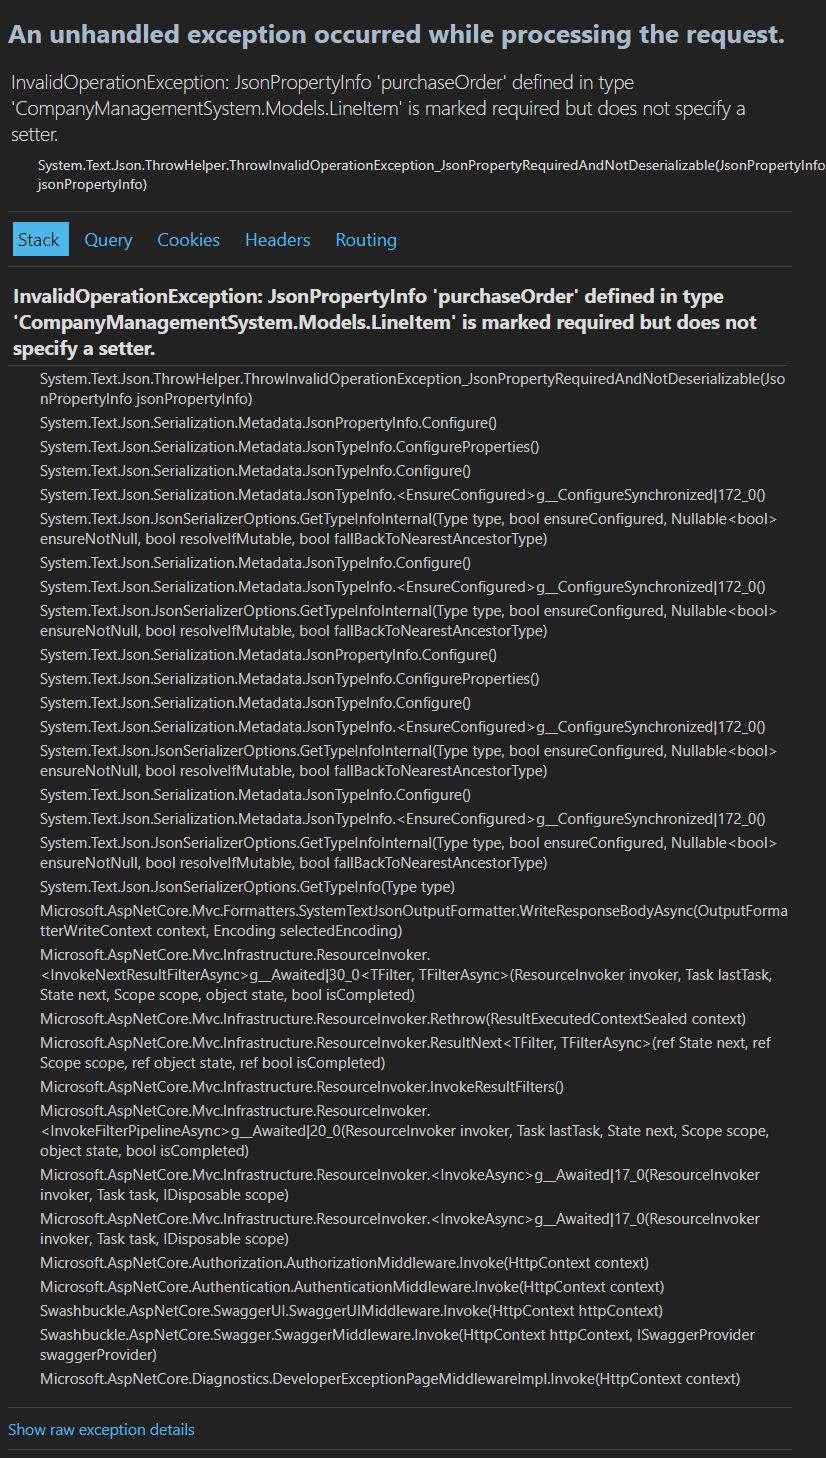 An unhandled exception occurred while processing the request.
InvalidOperationException: JsonPropertyInfo 'purchaseOrder' defined in type
'CompanyManagementSystem.Models.LineItem' is marked required but does not specify a
setter.
System.Text.Json.ThrowHelper.ThrowInvalidOperationException_JsonPropertyRequiredAndNotDeserializable(JsonPropertyInfo
jsonPropertyInfo)
Stack Query Cookies Headers Routing
InvalidOperationException: JsonPropertyInfo 'purchaseOrder' defined in type
'CompanyManagementSystem.Models.LineItem' is marked required but does not
specify a setter.
System.Text.Json.ThrowHelper.ThrowInvalidOperationException_JsonPropertyRequiredAndNotDeserializable(Jso
nPropertyInfo jsonPropertyInfo)
System.Text.Json.Serialization.Metadata.JsonPropertyInfo.Configure()
System.Text.Json.Serialization.Metadata.JsonTypeInfo.ConfigureProperties()
System.Text.Json.Serialization.Metadata.JsonTypeInfo.Configure()
System.Text.Json.Serialization.Metadata.JsonTypeInfo.<EnsureConfigured>g__ConfigureSynchronized|172_0()
System.Text.Json.JsonSerializerOptions.GetTypeInfoInternal(Type type, bool ensureConfigured, Nullable<bool>
ensureNotNull, bool resolveIfMutable, bool fallBackToNearestAncestorType)
System.Text.Json.Serialization.Metadata.JsonTypeInfo.Configure()
System.Text.Json.Serialization.Metadata.JsonTypeInfo.<EnsureConfigured>g__ConfigureSynchronized|172_0()
System.Text.Json.JsonSerializerOptions.GetTypeInfoInternal(Type type, bool ensureConfigured, Nullable<bool>
ensureNotNull, bool resolveIfMutable, bool fallBackToNearestAncestorType)
System.Text.Json.Serialization.Metadata.JsonPropertyInfo.Configure()
System.Text.Json.Serialization.Metadata.JsonTypeInfo.ConfigureProperties()
System.Text.Json.Serialization.Metadata.JsonTypeInfo.Configure()
System.Text.Json.Serialization.Metadata.JsonTypeInfo.<EnsureConfigured>g__ConfigureSynchronized|172_0()
System.Text.Json.JsonSerializerOptions.GetTypeInfoInternal(Type type, bool ensureConfigured, Nullable<bool>
ensureNotNull, bool resolveIfMutable, bool fallBackToNearestAncestorType)
System.Text.Json.Serialization.Metadata.JsonTypeInfo.Configure()
System.Text.Json.Serialization.Metadata.JsonTypeInfo.<EnsureConfigured>g__ConfigureSynchronized|172_0()
System.Text.Json.JsonSerializerOptions.GetTypeInfoInternal(Type type, bool ensureConfigured, Nullable<bool>
ensureNotNull, bool resolveIfMutable, bool fallBackToNearestAncestorType)
System.Text.Json.JsonSerializerOptions.GetTypeInfo(Type type)
Microsoft.AspNetCore.Mvc.Formatters.SystemTextJsonOutputFormatter.WriteResponseBodyAsync(OutputForma
tterWriteContext context, Encoding selectedEncoding)
Microsoft.AspNetCore.Mvc.Infrastructure.ResourceInvoker.
<InvokeNextResultFilterAsync>g__Awaited|30_0<TFilter, TFilterAsync>(ResourceInvoker invoker, Task lastTask,
State next, Scope scope, object state, bool isCompleted)
Microsoft.AspNetCore.Mvc.Infrastructure.ResourceInvoker.Rethrow(ResultExecutedContextSealed context)
Microsoft.AspNetCore.Mvc.Infrastructure.ResourceInvoker.ResultNext<TFilter, TFilterAsync>(ref State next, ref
Scope scope, ref object state, ref bool isCompleted)
Microsoft.AspNetCore.Mvc.Infrastructure.ResourceInvoker.InvokeResultFilters()
Microsoft.AspNetCore.Mvc.Infrastructure.ResourceInvoker.
<InvokeFilterPipelineAsync>g__Awaited|20_0(ResourceInvoker invoker, Task lastTask, State next, Scope scope,
object state, bool isCompleted)
Microsoft.AspNetCore.Mvc.Infrastructure.ResourceInvoker.<InvokeAsync>g__Awaited|17_0(ResourceInvoker
invoker, Task task, IDisposable scope)
Microsoft.AspNetCore.Mvc.Infrastructure.ResourceInvoker.<InvokeAsync>g__Awaited|17_0(ResourceInvoker
invoker, Task task, IDisposable scope)
Microsoft.AspNetCore.Authorization.AuthorizationMiddleware.Invoke(HttpContext context)
Microsoft.AspNetCore.Authentication.AuthenticationMiddleware.Invoke(HttpContext context)
Swashbuckle.AspNetCore.SwaggerUI.SwaggerUIMiddleware.Invoke(HttpContext httpContext)
Swashbuckle.AspNetCore.Swagger.SwaggerMiddleware.Invoke(HttpContext httpContext, ISwaggerProvider
swaggerProvider)
Microsoft.AspNetCore.Diagnostics.DeveloperExceptionPageMiddlewareImpl.Invoke(HttpContext context)
Show raw exception details